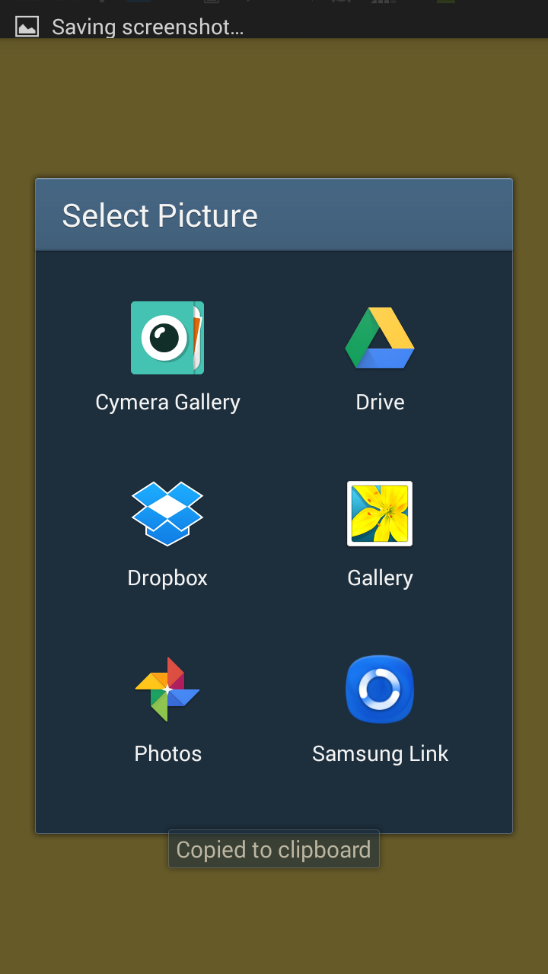 Saving screenshot...
Select Picture
Cymera Gallery
Drive
Dropbox
Gallery
Photos
Samsung Link
Copied to clipboard